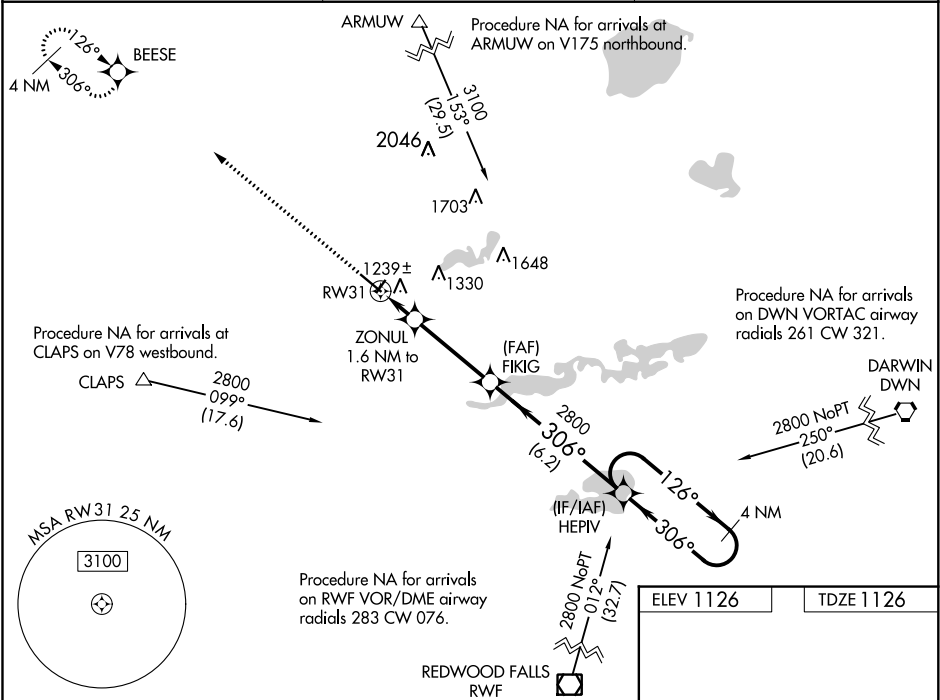 ARMUW
Procedure NA for arrivals at
ARMUW on V175 northbound.
126°
BEESE
306°
4 NM
3100
153°
(29.5)
2046
1703
1648
1330
1239±
RW31
ZONUL
1.6 NM to
RW31
(FAF)
FIKIG
Procedure NA for arrivals
on DWN VORTAC airway
radials 261 CW 321.
Procedure NA for arrivals at
CLAPS on V78 westbound.
CLAPS
2800
099°
(17.6)
DARWIN
DWN
2800 NoPT
250°
(20.6)
2800
306°
(6.2)
(IF/IAF)
HEPIV
126°
306°
4 NM
MSA RW31 25 NM
3100
Procedure NA for arrivals
on RWF VOR/DME airway
radials 283 CW 076.
2800 NoPT
012°
(32.7)
REDWOOD FALLS
RWF
ELEV 1126
TDZE 1126